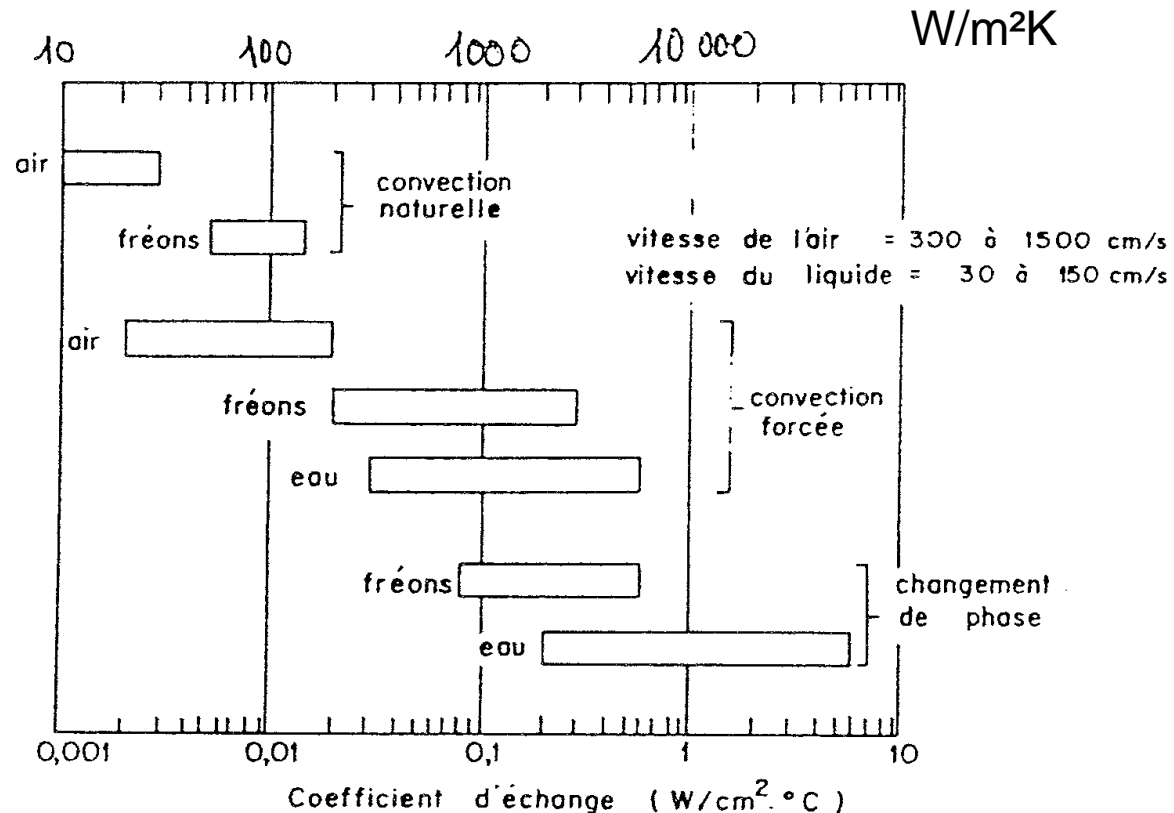 W/m²K
10 100 1000 10 000
air
convection
naturelle
fréons
vitesse de l'air = 300 à 1500 cm/s
vitesse du liquide = 30 à 150 cm/s
air
fréons
convection
forcée
eau
fréons
changement
de phase
eau
0,001 0,01 0,1 1 10
Coefficient d'échange (W/cm².°C)